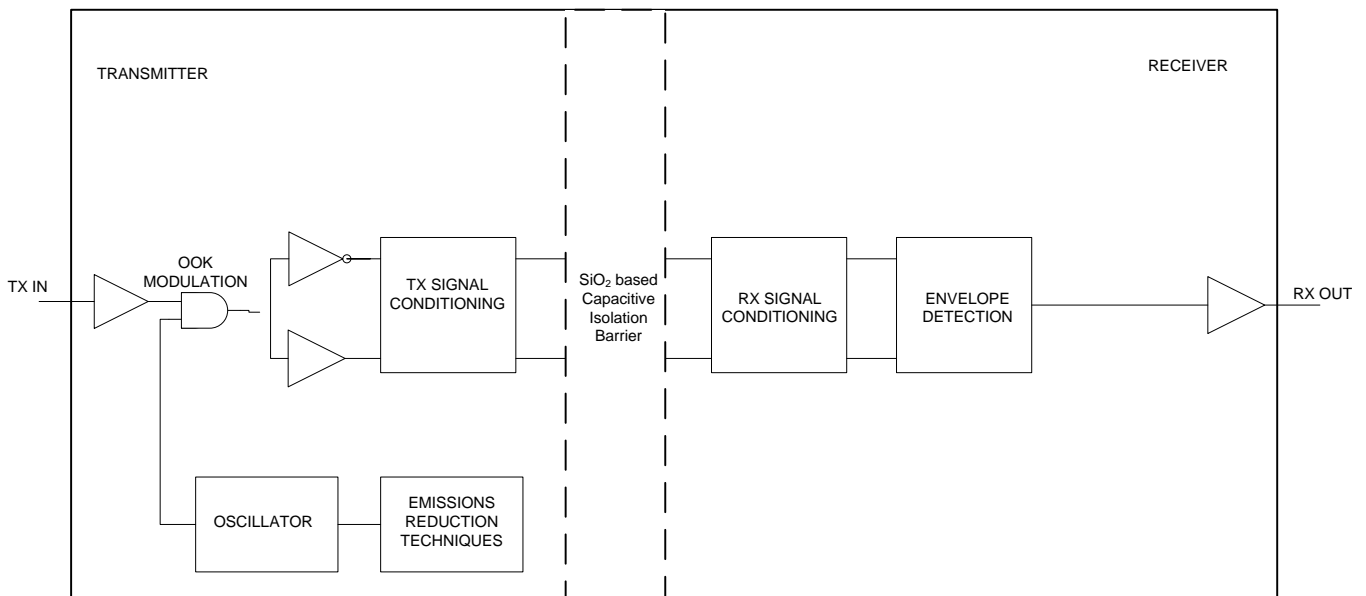 TRANSMITTER
RECEIVER
OOK
MODULATION
TX IN
TX SIGNAL
CONDITIONING
SiO₂ based
Capacitive
Isolation
Barrier
RX SIGNAL
CONDITIONING
ENVELOPE
DETECTION
RX OUT
OSCILLATOR
EMISSIONS
REDUCTION
TECHNIQUES